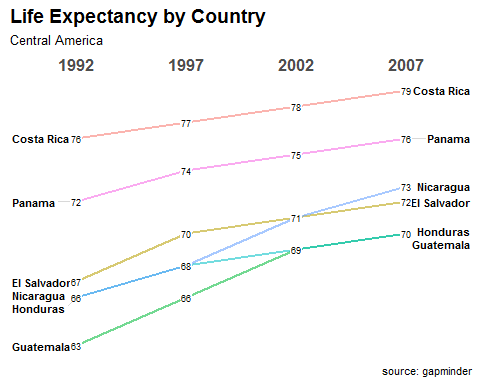 Life Expectancy by Country
Central America
1992 1997 2002 2007
79 Costa Rica
78
77
Costa Rica 76
76 Panama
75
74
73 Nicaragua
Panama 72
72 El Salvador
71
70
70 Honduras
Guatemala
69
68
El Salvador 67
Nicaragua 66
66
Honduras
Guatemala 63
source: gapminder